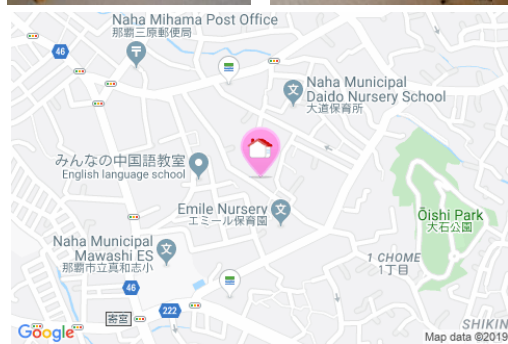 Naha Mihama Post Office
那覇三原郵便局
46
Naha Municipal
Daido Nursery School
大道保育所
みんなの中国語教室
English language school
Emile Nursery
エミール保育園
Ōishi Park
大石公園
Naha Municipal
Mawashi ES
那覇市立真和志小
1 CHOME
1丁目
46
222
寄宮
SHIKIN
Google
Map data ©2019